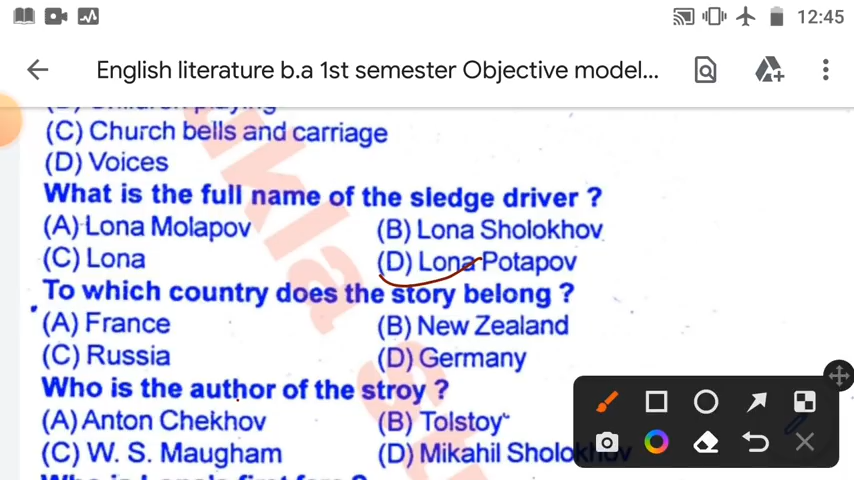 12:45
English literature b.a 1st semester Objective model...
(C) Church bells and carriage
(D) Voices
What is the full name of the sledge driver ?
(A) Lona Molapov (B) Lona Sholokhov
(C) Lona (D) Lona Potapov
To which country does the story belong ?
(A) France (B) New Zealand
(C) Russia (D) Germany
Who is the author of the stroy ?
(A) Anton Chekhov (B) Tolstoy
(C) W. S. Maugham (D) Mikahil Sholokhov